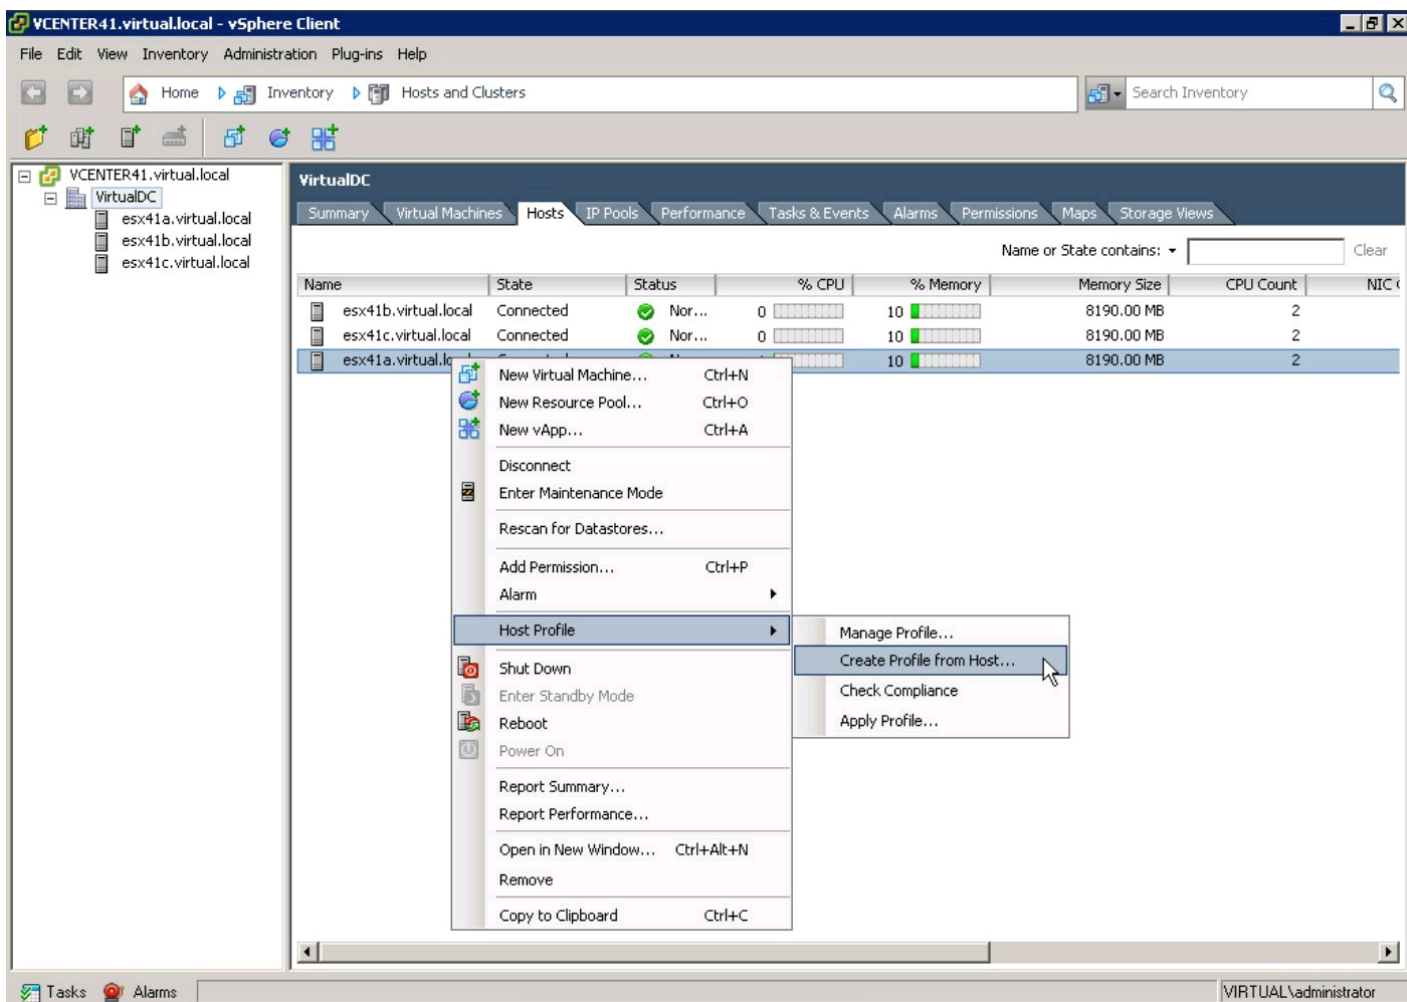 VCENTER41.virtual.local - vSphere Client
File Edit View Inventory Administration Plug-ins Help
Home Inventory Hosts and Clusters Search Inventory
VCENTER41.virtual.local
VirtualDC
esx41a.virtual.local
esx41b.virtual.local
esx41c.virtual.local
VirtualDC
Summary Virtual Machines Hosts IP Pools Performance Tasks & Events Alarms Permissions Maps Storage Views
Name or State contains: Clear
Name State Status % CPU % Memory Memory Size CPU Count NIC
esx41b.virtual.local Connected Nor... 0 10 8190.00 MB 2
esx41c.virtual.local Connected Nor... 0 10 8190.00 MB 2
esx41a.virtual.lo 10 8190.00 MB 2
New Virtual Machine... Ctrl+N
New Resource Pool... Ctrl+O
New vApp... Ctrl+A
Disconnect
Enter Maintenance Mode
Rescan for Datastores...
Add Permission... Ctrl+P
Alarm
Host Profile
Manage Profile...
Create Profile from Host...
Check Compliance
Apply Profile...
Shut Down
Enter Standby Mode
Reboot
Power On
Report Summary...
Report Performance...
Open in New Window... Ctrl+Alt+N
Remove
Copy to Clipboard Ctrl+C
Tasks Alarms VIRTUAL\administrator